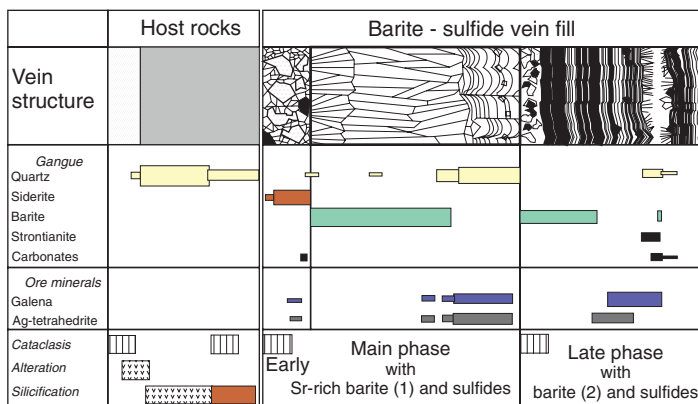 Host rocks
Barite - sulfide vein fill
Vein
structure
Gangue
Quartz
Siderite
Barite
Strontianite
Carbonates
Ore minerals
Galena
Ag-tetrahedrite
Cataclasis
Alteration
Silicification
Early
Main phase
with
Sr-rich barite (1) and sulfides
Late phase
with
barite (2) and sulfides